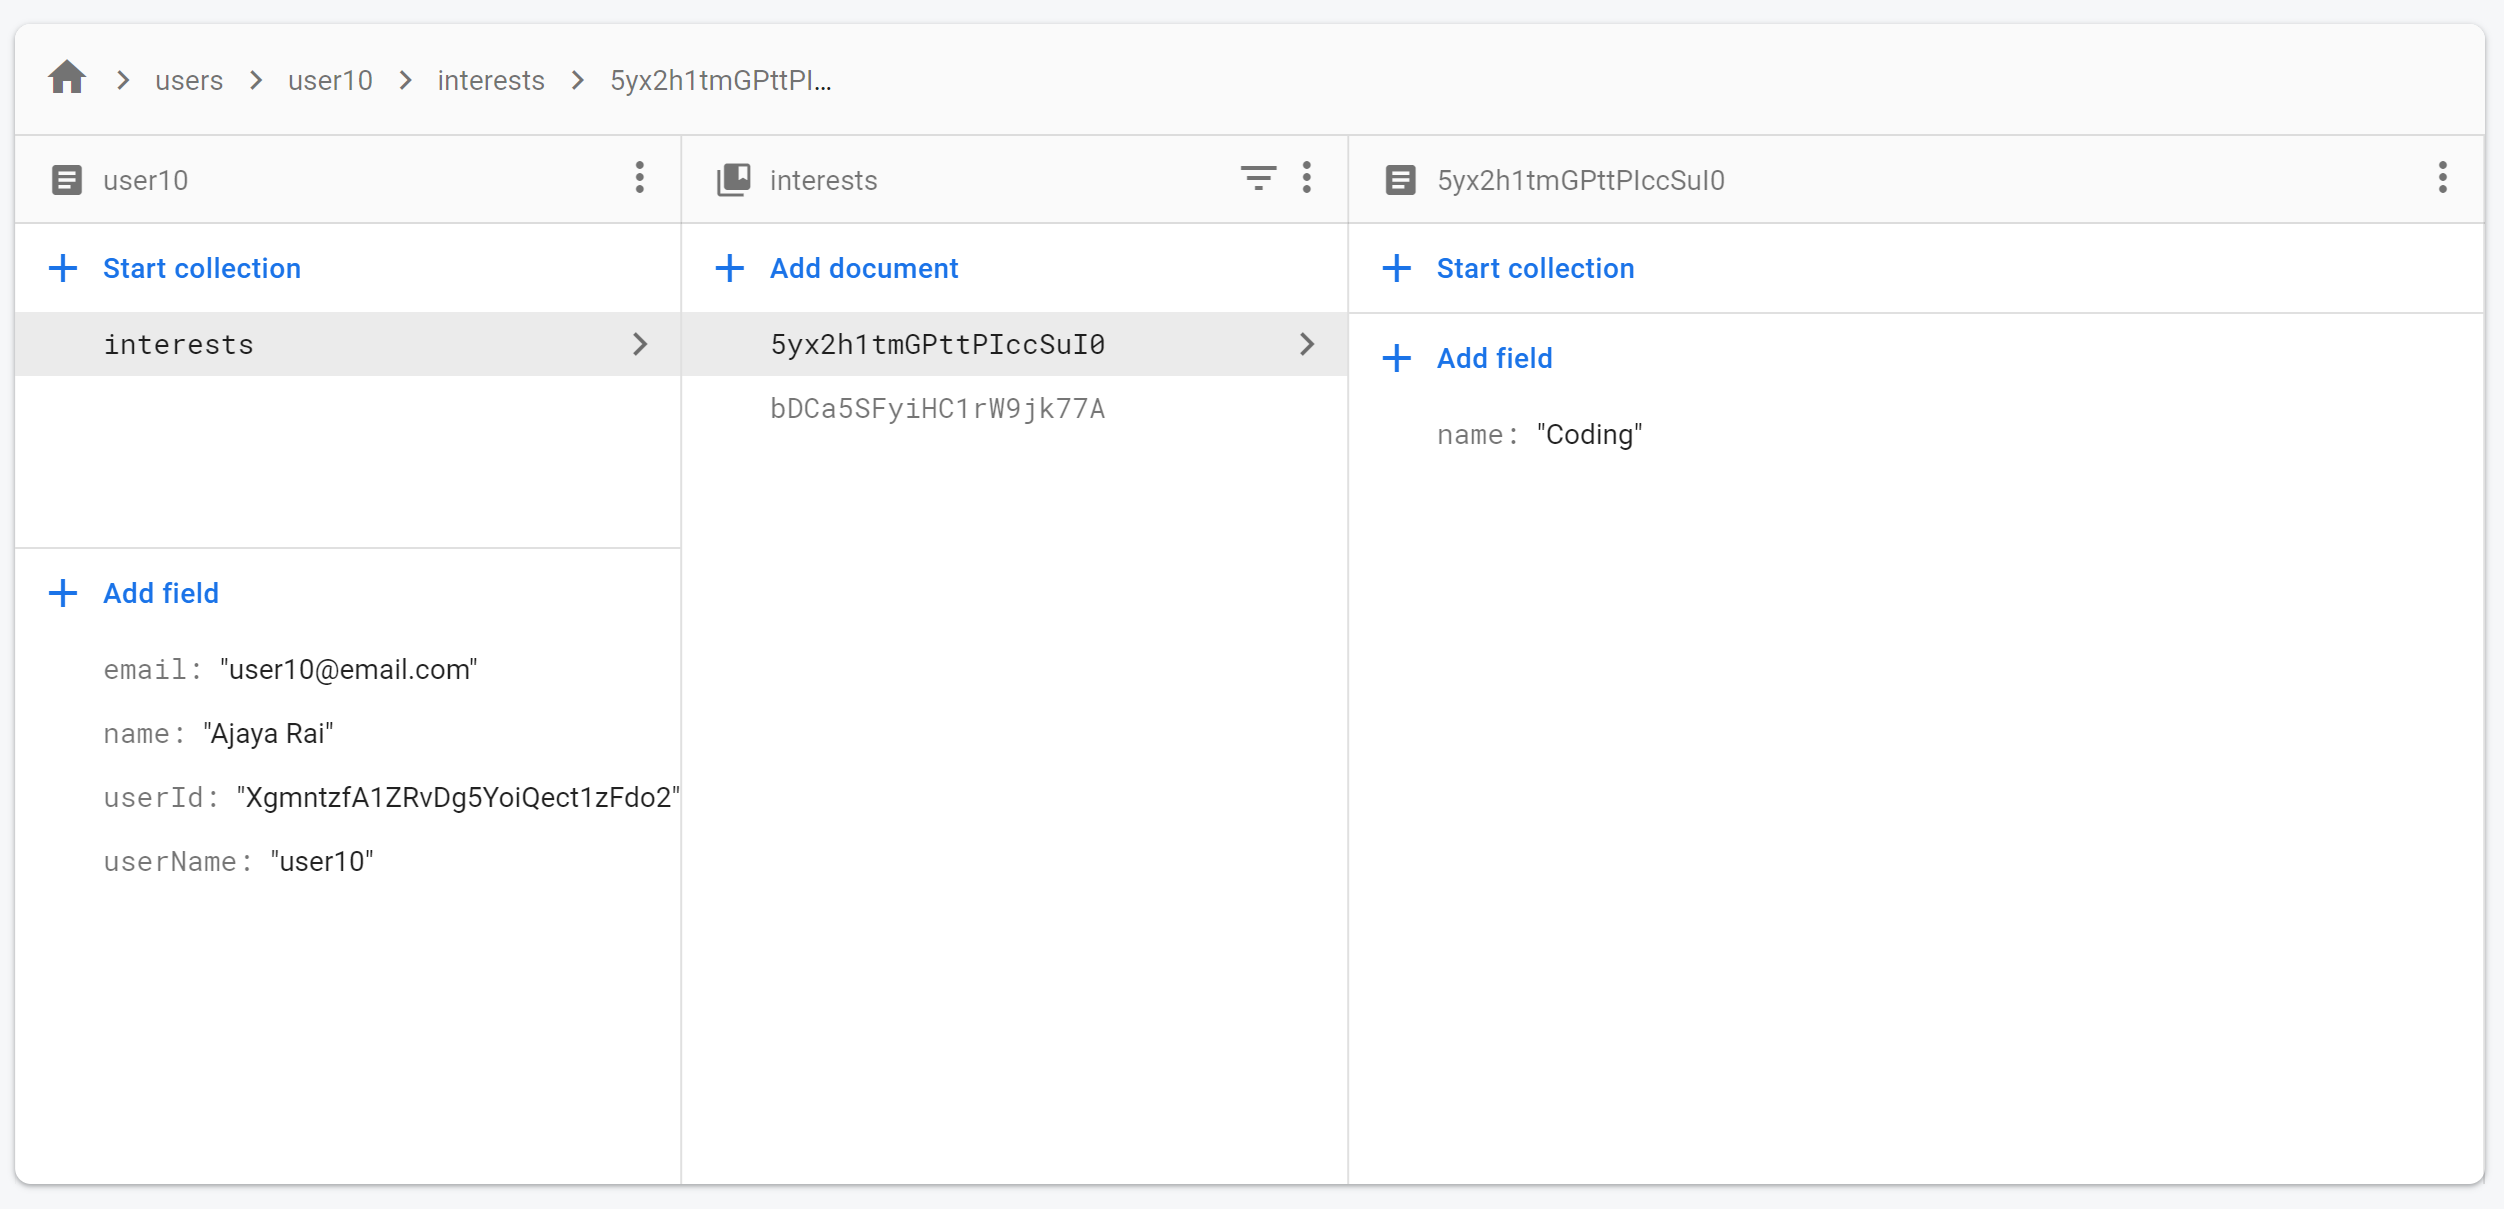 users > user10 > interests > 5yx2h1tmGPttPI...
user10
Start collection
interests
Add field
email: "user10@email.com"
name: "Ajaya Rai"
userId: "XgmntzfA1ZRvDg5YoiQect1zFdo2"
userName: "user10"
interests
Add document
5yx2h1tmGPttPIccSuI0
bDCa5SFyiHC1rW9jk77A
5yx2h1tmGPttPIccSuI0
Start collection
Add field
name: "Coding"